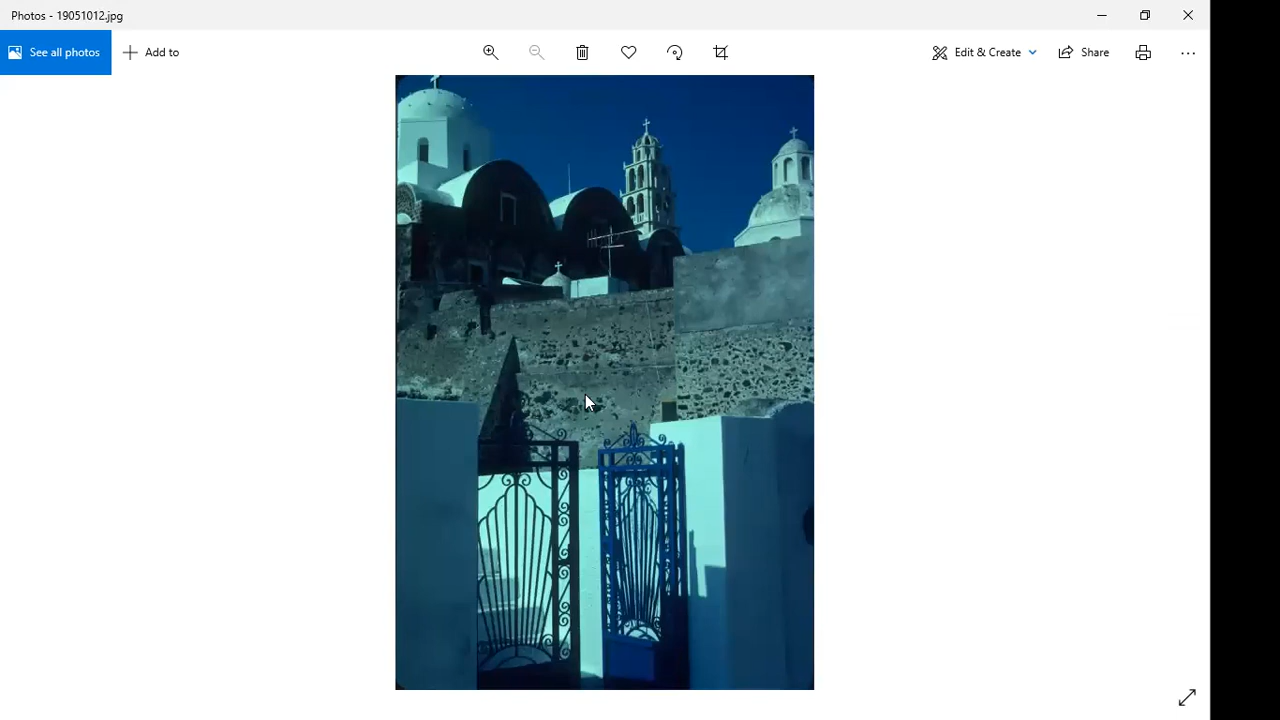 Photos - 19051012.jpg
See all photos
Add to
Edit & Create
Share